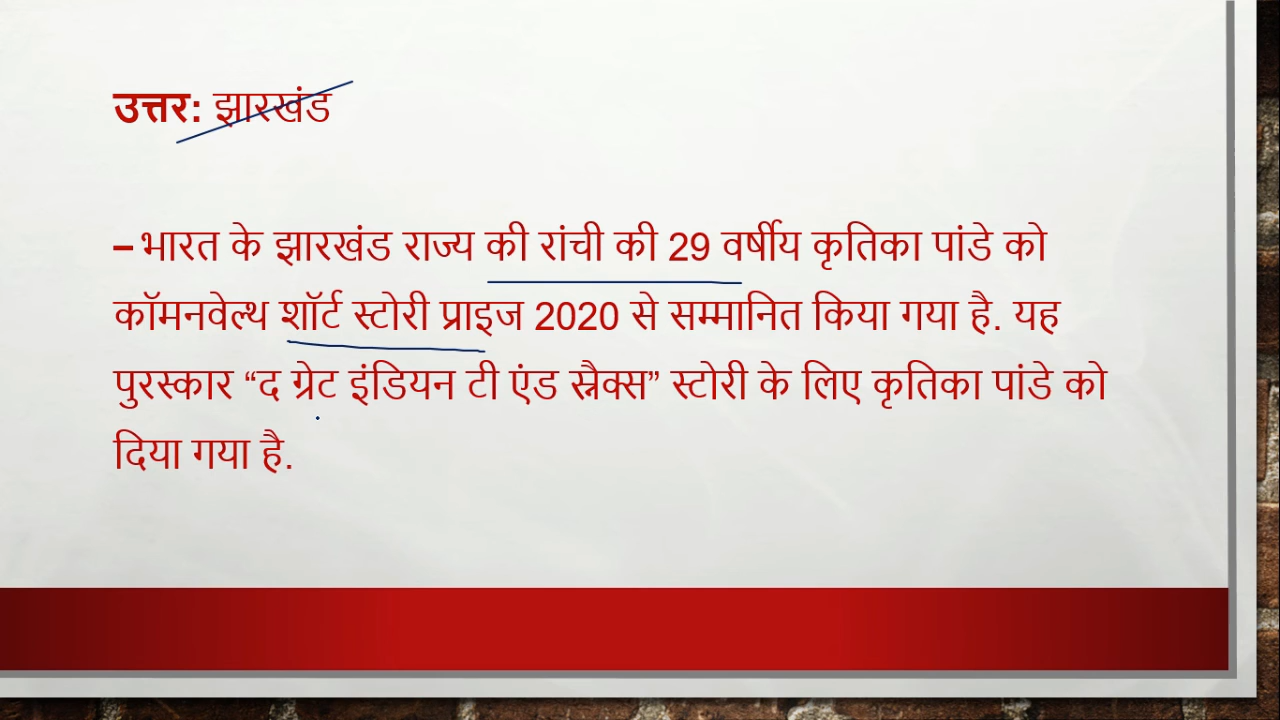 उत्तर: झारखंड
– भारत के झारखंड राज्य की रांची की 29 वर्षीय कृतिका पांडे को
कॉमनवेल्थ शॉर्ट स्टोरी प्राइज 2020 से सम्मानित किया गया है. यह
पुरस्कार “द ग्रेट इंडियन टी एंड स्नैक्स” स्टोरी के लिए कृतिका पांडे को
दिया गया है.